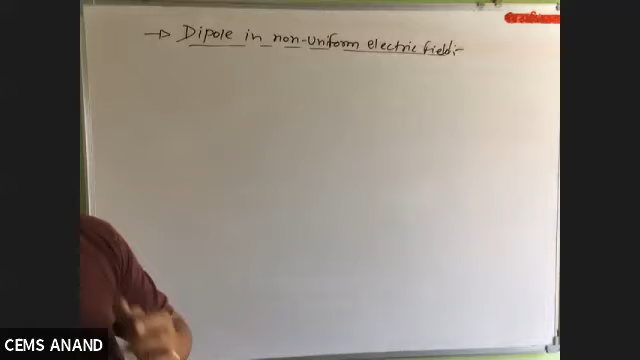 → Dipole in non-Uniform electric field:-
CEMS ANAND